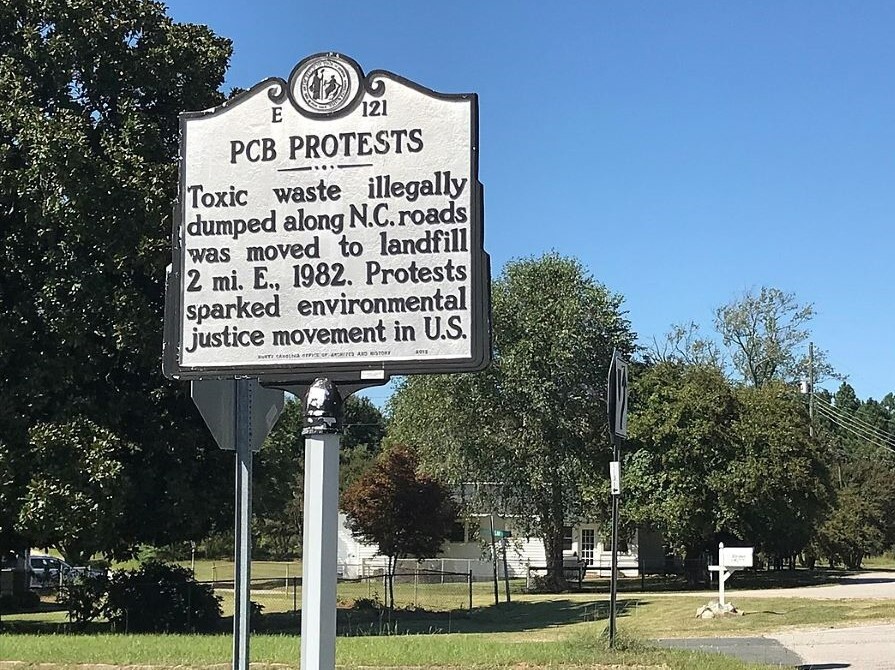 E 121
PCB PROTESTS
Toxic waste illegally
dumped along N.C. roads
was moved to landfill
2 mi. E., 1982. Protests
sparked environmental
justice movement in U.S.
NORTH CAROLINA OFFICE OF ARCHIVES AND HISTORY